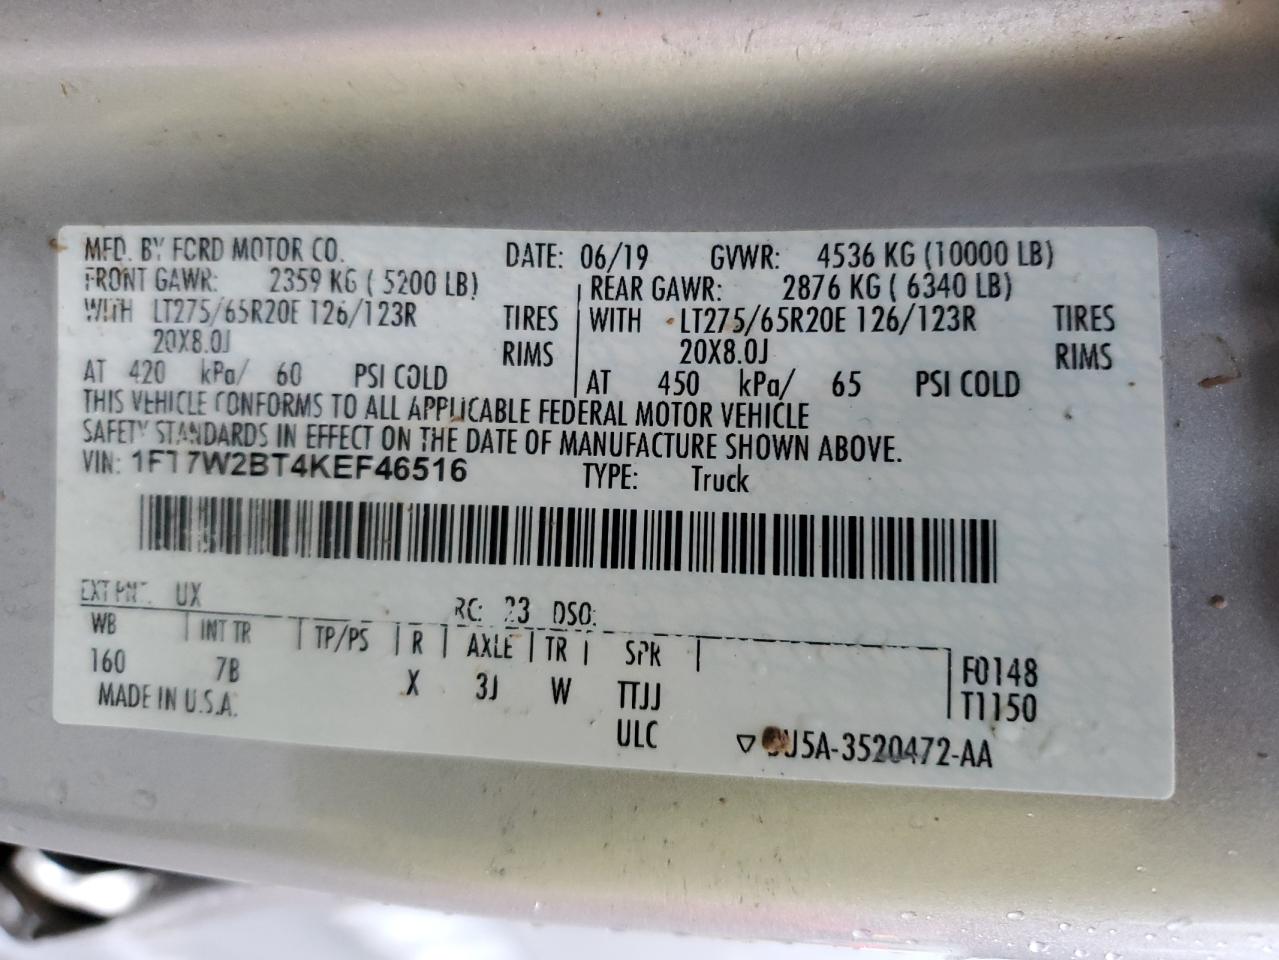 MFD. BY FORD MOTOR CO. DATE: 06/19 GVWR: 4536 KG (10000 LB)
FRONT GAWR: 2359 KG ( 5200 LB) REAR GAWR: 2876 KG ( 6340 LB)
WITH LT275/65R20E 126/123R TIRES WITH LT275/65R20E 126/123R TIRES
20X8.0J RIMS 20X8.0J RIMS
AT 420 kPa/ 60 PSI COLD AT 450 kPa/ 65 PSI COLD
THIS VEHICLE CONFORMS TO ALL APPLICABLE FEDERAL MOTOR VEHICLE
SAFETY STANDARDS IN EFFECT ON THE DATE OF MANUFACTURE SHOWN ABOVE.
VIN: 1FT7W2BT4KEF46516 TYPE: Truck
EXT PNT: UX RC: 23 DSO:
WB INT TR TP/PS R AXLE TR SPR
160 7B X 3J W TTJJ F0148
MADE IN U.S.A. ULC T1150
5A-3520472-AA